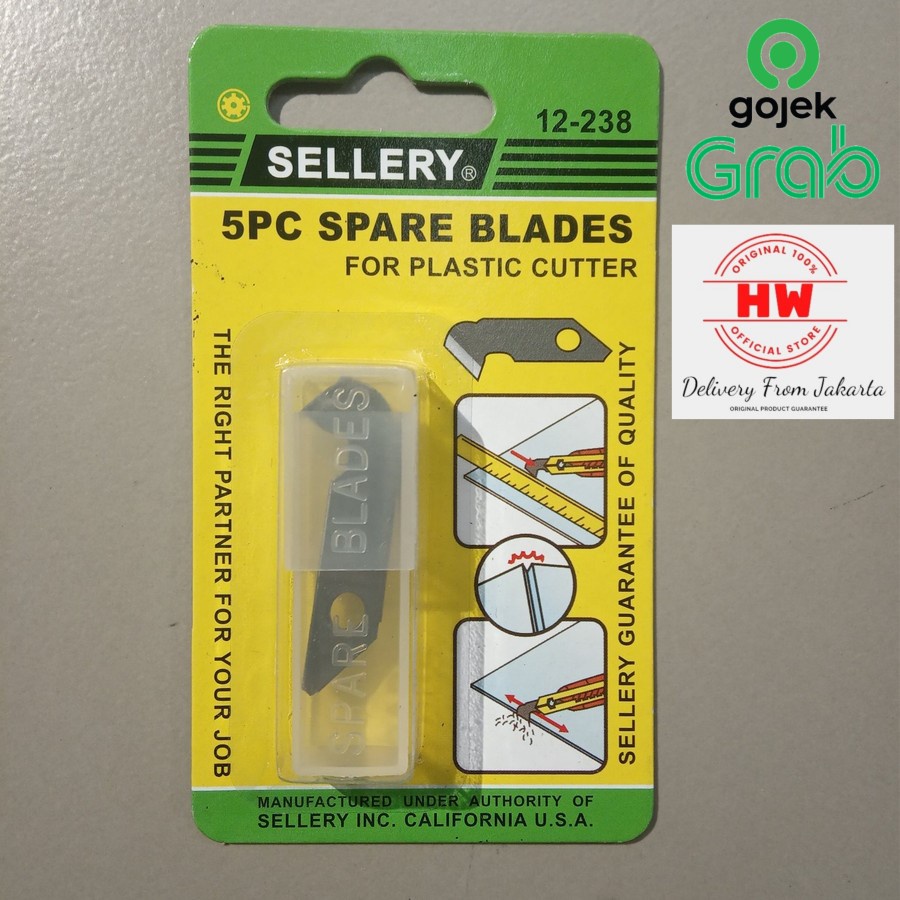 gojek
Grab
ORIGINAL 100%
HW
OFFICIAL STORE
Delivery From Jakarta
ORIGINAL PRODUCT GUARANTEE
12-238
SELLERY®
5PC SPARE BLADES
FOR PLASTIC CUTTER
THE RIGHT PARTNER FOR YOUR JOB
SPARE BLADES
SELLERY GUARANTEE OF QUALITY
MANUFACTURED UNDER AUTHORITY OF
SELLERY INC. CALIFORNIA U.S.A.